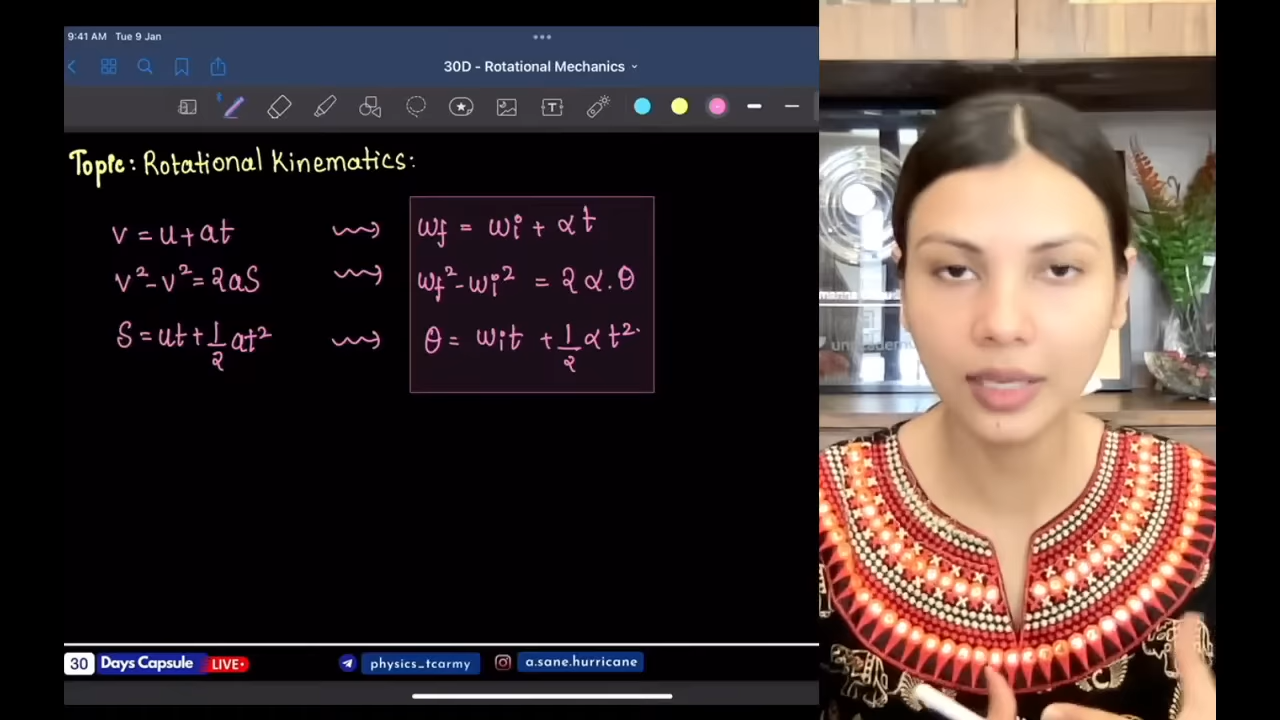 9:41 AM Tue 9 Jan
30D - Rotational Mechanics
Topic: Rotational Kinematics:
v = u + at ⇝ ωf = ωi + αt
v² - v² = 2aS ⇝ ωf² - ωi² = 2α.θ
S = ut + 1/2 at² ⇝ θ = ωit + 1/2 αt².
30 Days Capsule LIVE• physics_tcarmy a.sane.hurricane